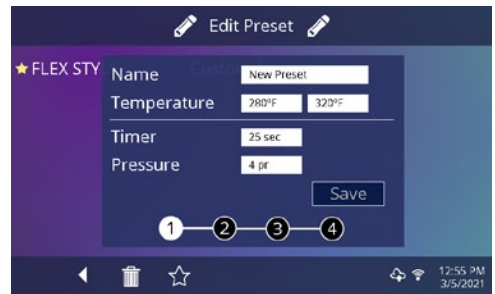 Edit Preset
FLEX STY
Name
New Preset
Temperature
280°F
320°F
Timer
25 sec
Pressure
4 pr
Save
1 2 3 4
12:55 PM
3/5/2021